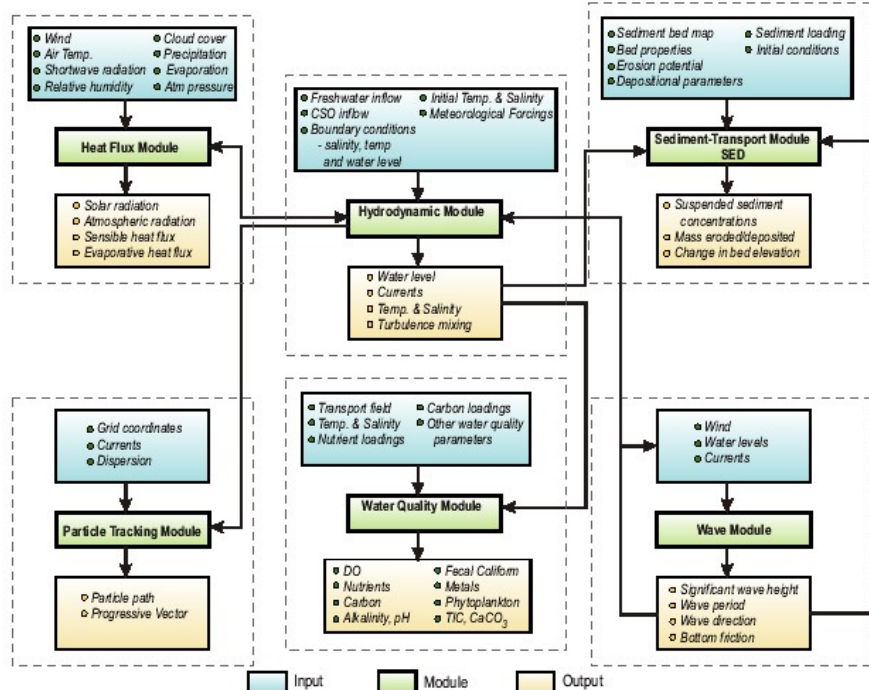 Wind
Air Temp.
Shortwave radiation
Relative humidity
Cloud cover
Precipitation
Evaporation
Atm pressure
Heat Flux Module
Solar radiation
Atmospheric radiation
Sensible heat flux
Evaporative heat flux
Freshwater inflow
CSO inflow
Boundary conditions
- salinity, temp
and water level
Initial Temp. & Salinity
Meteorological Forcings
Hydrodynamic Module
Water level
Currents
Temp. & Salinity
Turbulence mixing
Sediment bed map
Bed properties
Erosion potential
Depositional parameters
Sediment loading
Initial conditions
Sediment-Transport Module
SED
Suspended sediment
concentrations
Mass eroded/deposited
Change in bed elevation
Grid coordinates
Currents
Dispersion
Particle Tracking Module
Particle path
Progressive Vector
Transport field
Temp. & Salinity
Nutrient loadings
Carbon loadings
Other water quality
parameters
Water Quality Module
DO
Nutrients
Carbon
Alkalinity, pH
Fecal Coliform
Metals
Phytoplankton
TIC, CaCO3
Wind
Water levels
Currents
Wave Module
Significant wave height
Wave period
Wave direction
Bottom friction
Input
Module
Output